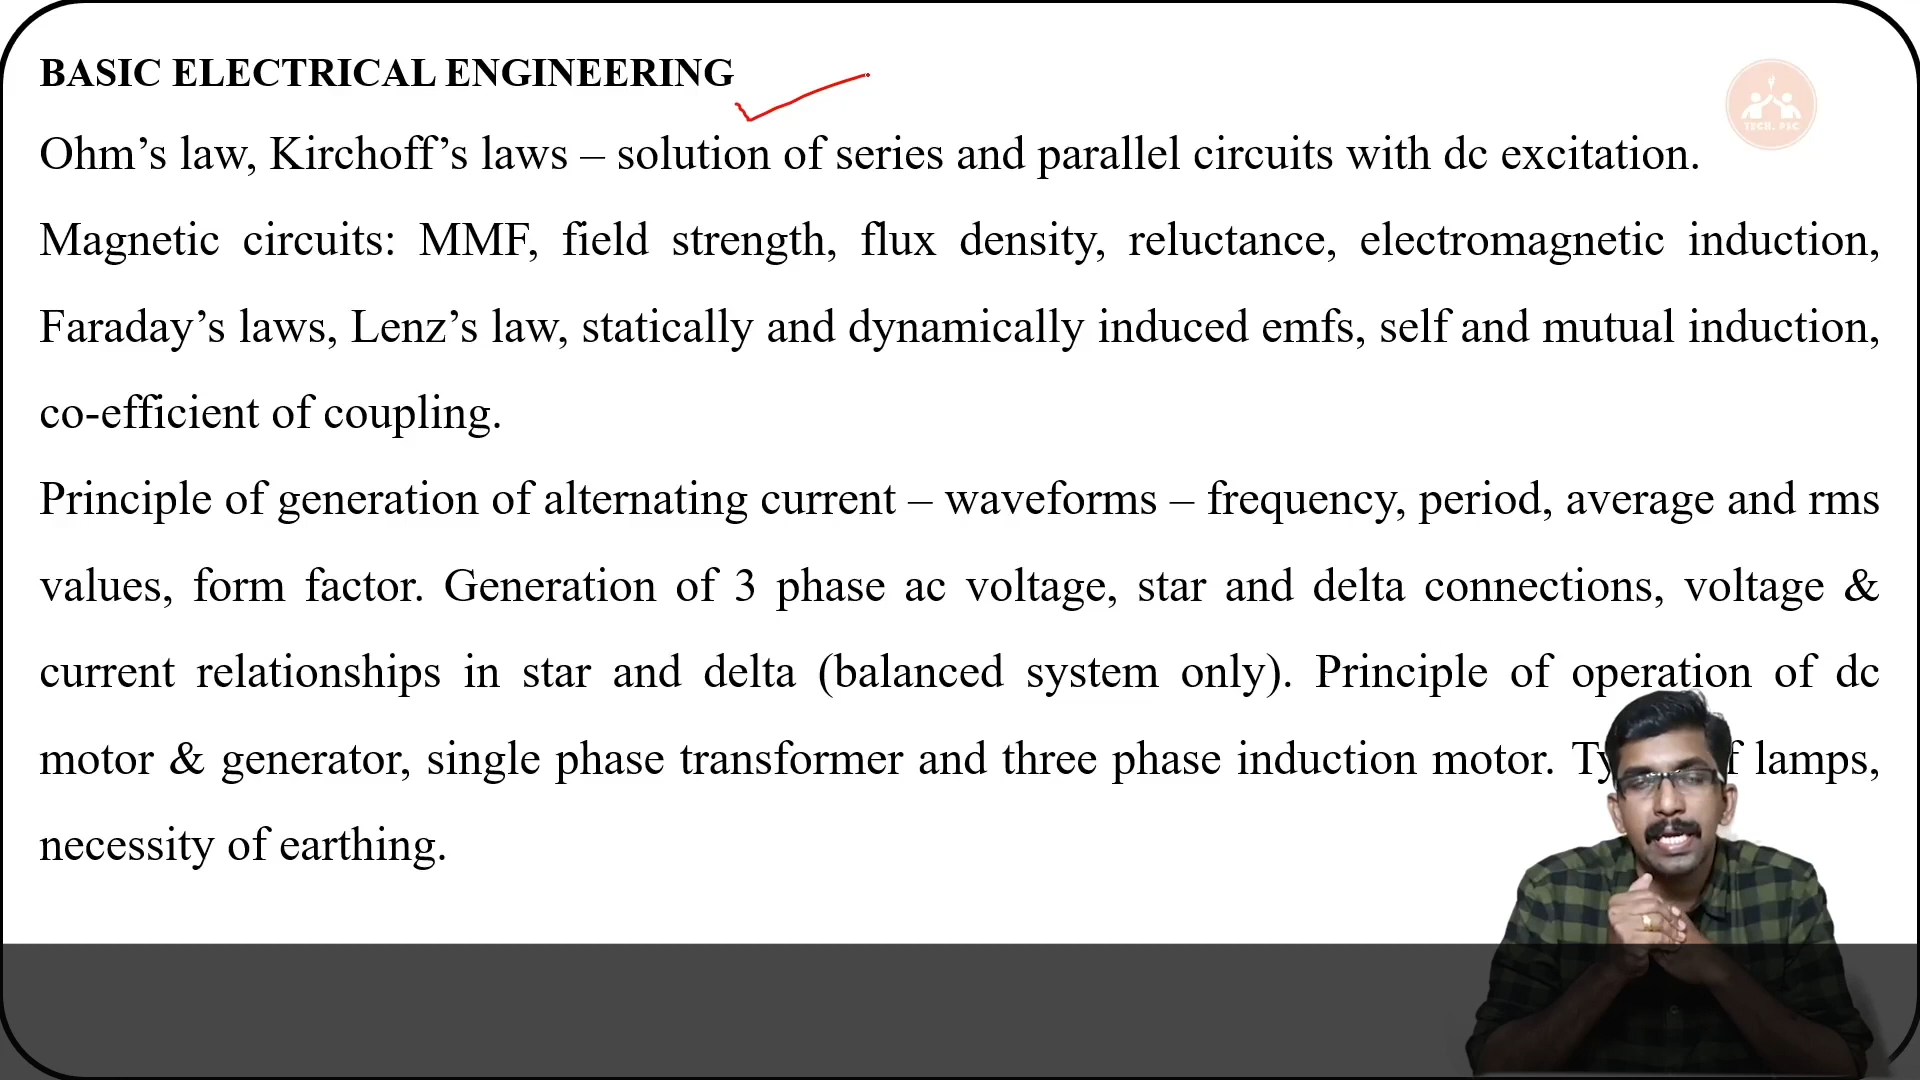 BASIC ELECTRICAL ENGINEERING
TECH. PSC
Ohm’s law, Kirchoff’s laws – solution of series and parallel circuits with dc excitation.
Magnetic circuits: MMF, field strength, flux density, reluctance, electromagnetic induction,
Faraday’s laws, Lenz’s law, statically and dynamically induced emfs, self and mutual induction,
co-efficient of coupling.
Principle of generation of alternating current – waveforms – frequency, period, average and rms
values, form factor. Generation of 3 phase ac voltage, star and delta connections, voltage &
current relationships in star and delta (balanced system only). Principle of operation of dc
motor & generator, single phase transformer and three phase induction motor. lamps,
necessity of earthing.